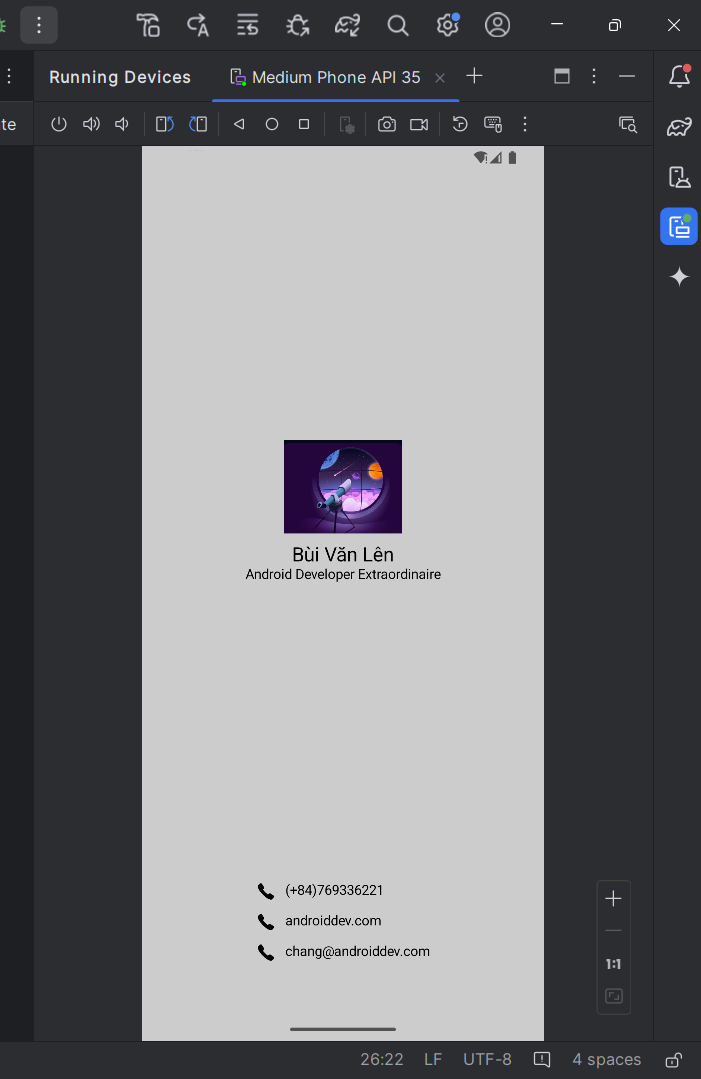 Running Devices
Medium Phone API 35
te
Bùi Văn Lên
Android Developer Extraordinaire
(+84)769336221
androiddev.com
chang@androiddev.com
1:1
26:22 LF UTF-8 4 spaces